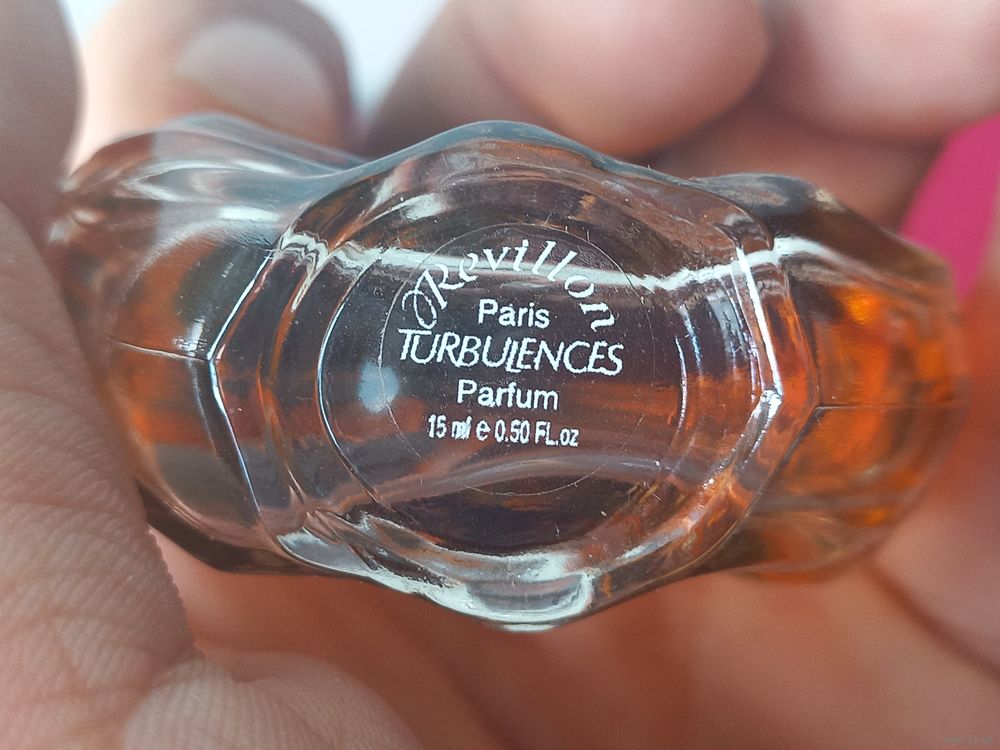 Revillon
Paris
TURBULENCES
Parfum
15 ml e 0.50 FL.oz